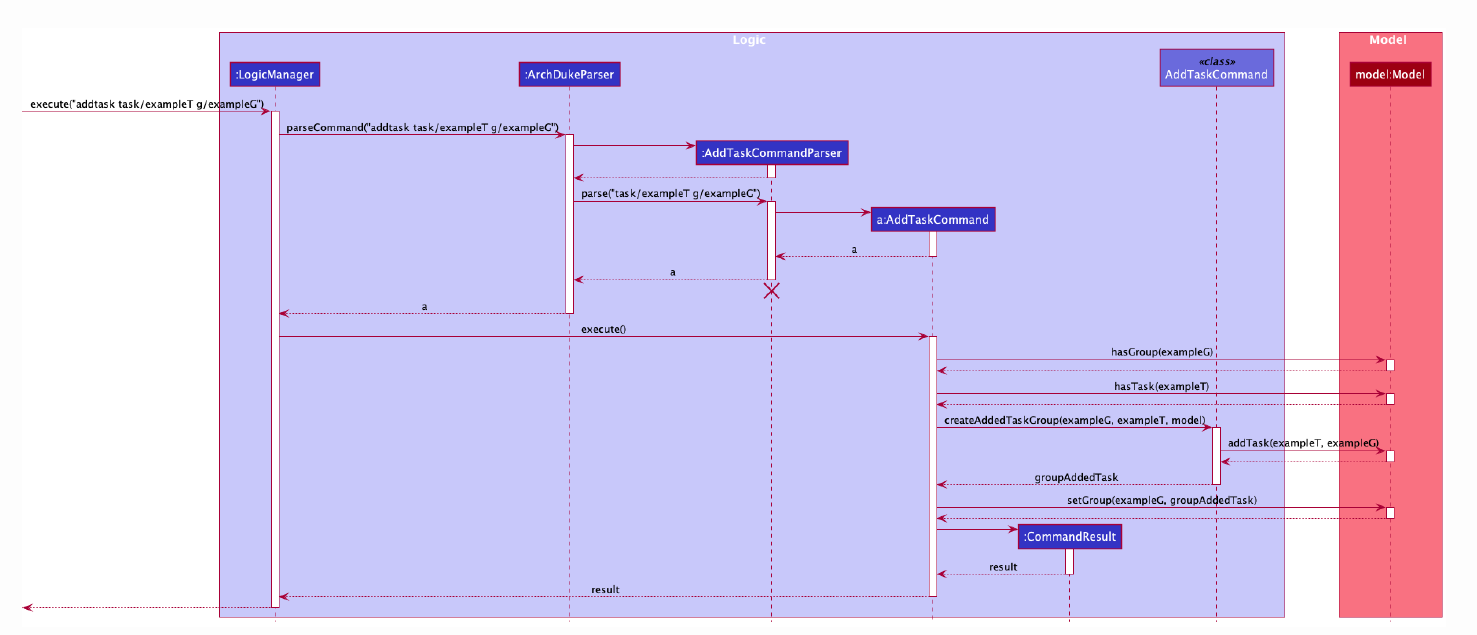 Logic
Model
:LogicManager
:ArchDukeParser
«class»
AddTaskCommand
model:Model
execute("addtask task/exampleT g/exampleG")
parseCommand("addtask task/exampleT g/exampleG")
:AddTaskCommandParser
parse("task/exampleT g/exampleG")
a:AddTaskCommand
a
a
a
execute()
hasGroup(exampleG)
hasTask(exampleT)
createAddedTaskGroup(exampleG, exampleT, model)
addTask(exampleT, exampleG)
groupAddedTask
setGroup(exampleG, groupAddedTask)
:CommandResult
result
result